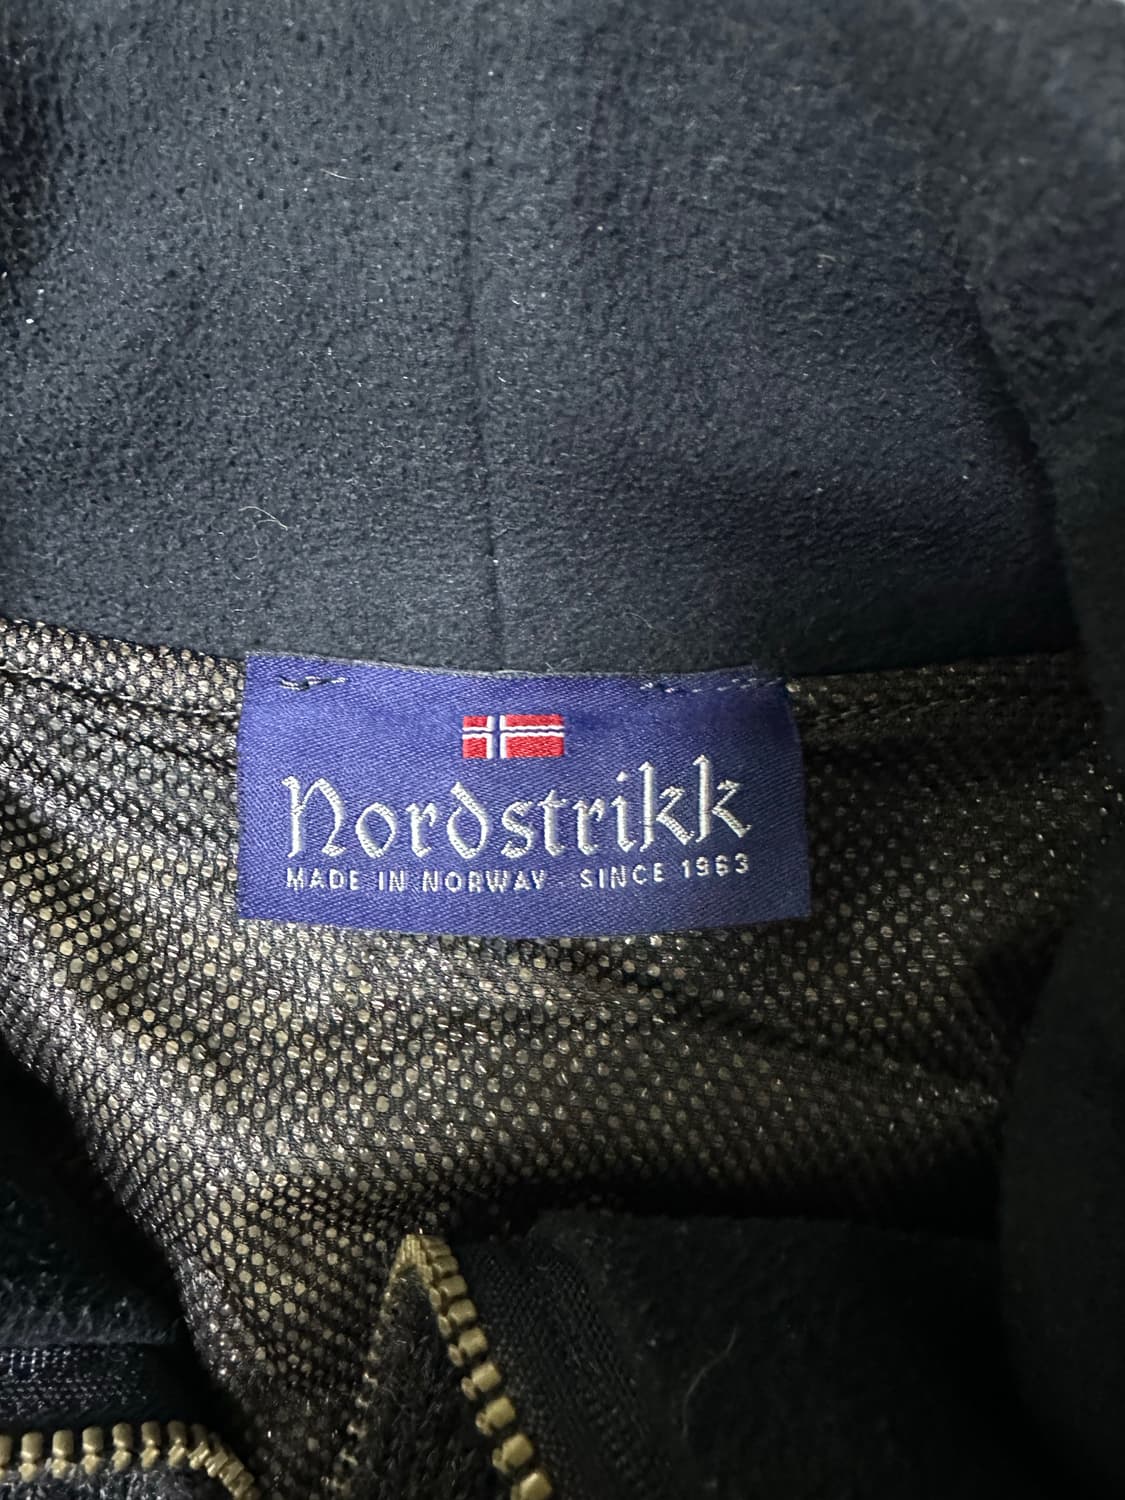 Nordstrikk
MADE IN NORWAY · SINCE 1963